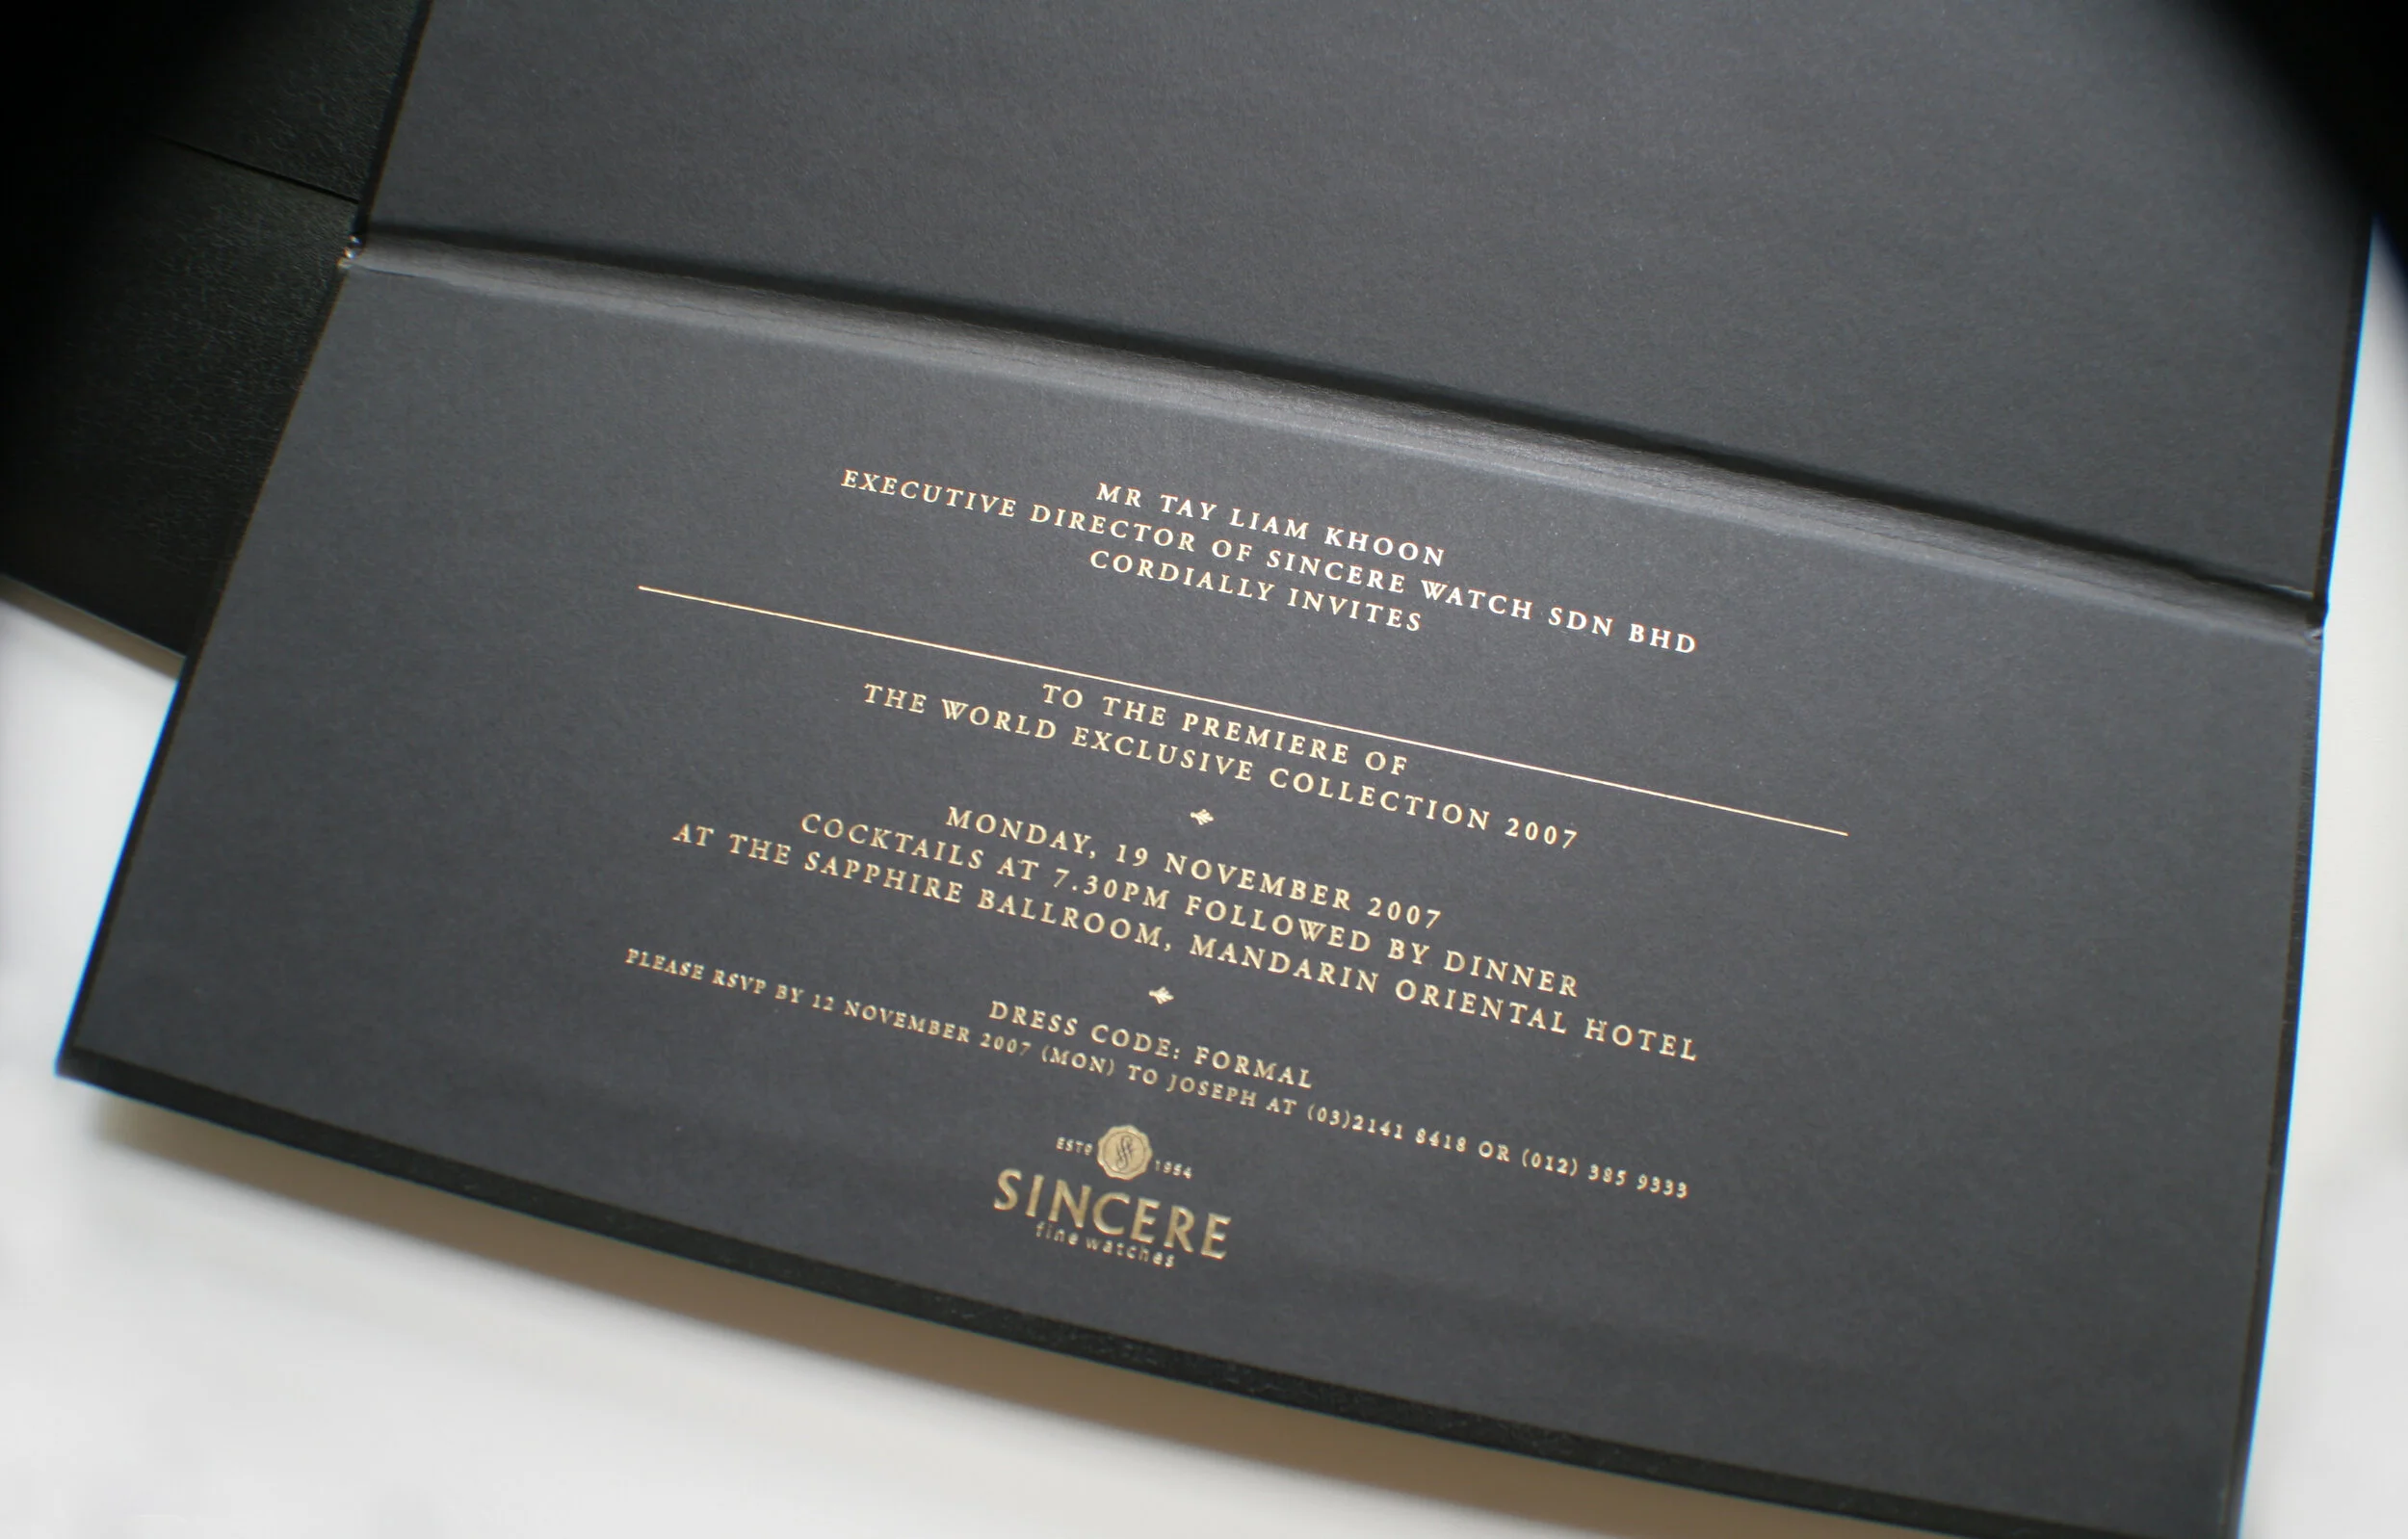 MR TAY LIAM KHOON
EXECUTIVE DIRECTOR OF SINCERE WATCH SDN BHD
CORDIALLY INVITES
TO THE PREMIERE OF
THE WORLD EXCLUSIVE COLLECTION 2007
MONDAY, 19 NOVEMBER 2007
COCKTAILS AT 7.30PM FOLLOWED BY DINNER
AT THE SAPPHIRE BALLROOM, MANDARIN ORIENTAL HOTEL
DRESS CODE: FORMAL
PLEASE RSVP BY 12 NOVEMBER 2007 (MON) TO JOSEPH AT (03)2141 8418 OR (012) 385 9333
ESTD 1954
SINCERE
fine watches